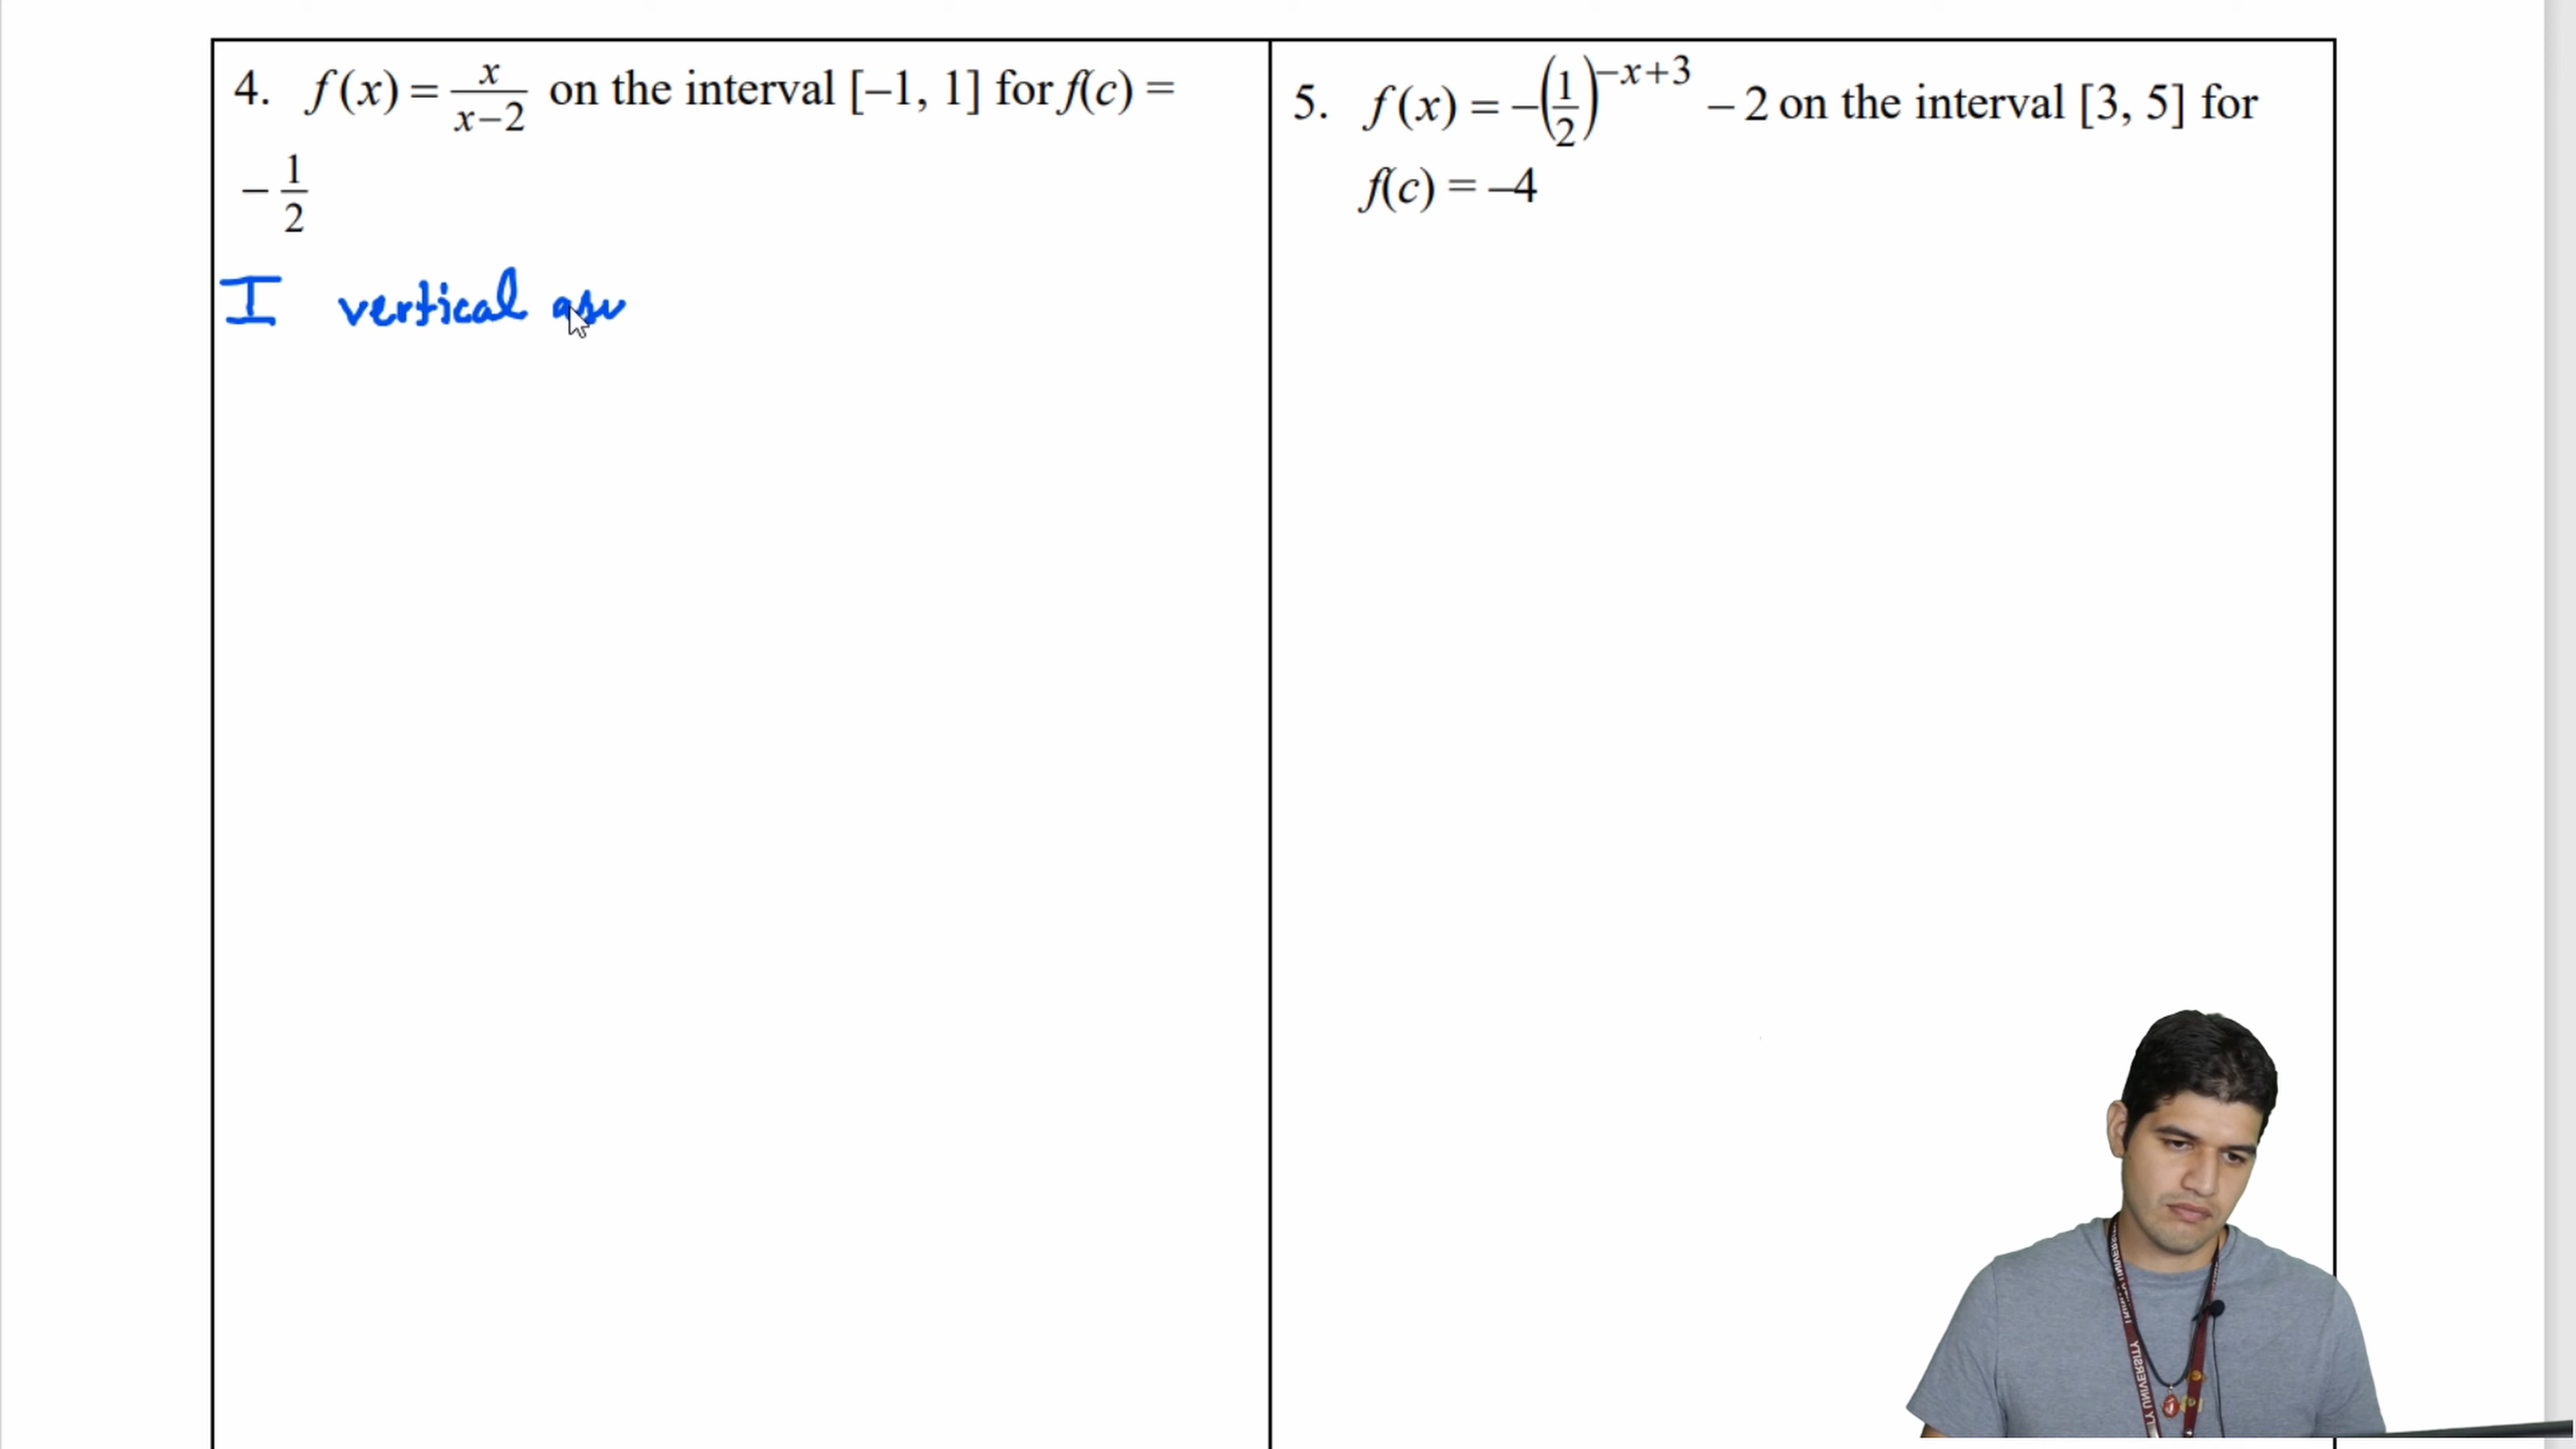 4. f(x) = x/(x−2) on the interval [−1, 1] for f(c) =
− 1/2
I vertical
5. f(x) = −(1/2)^(−x+3) − 2 on the interval [3, 5] for
f(c) = −4